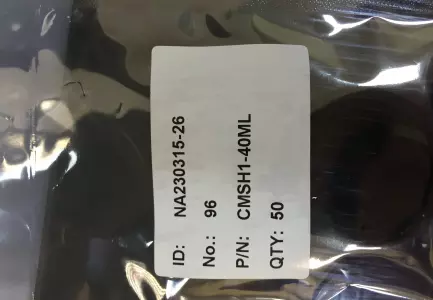 ID: NA230315-26
No.: 96
P/N: CMSH1-40ML
QTY: 50